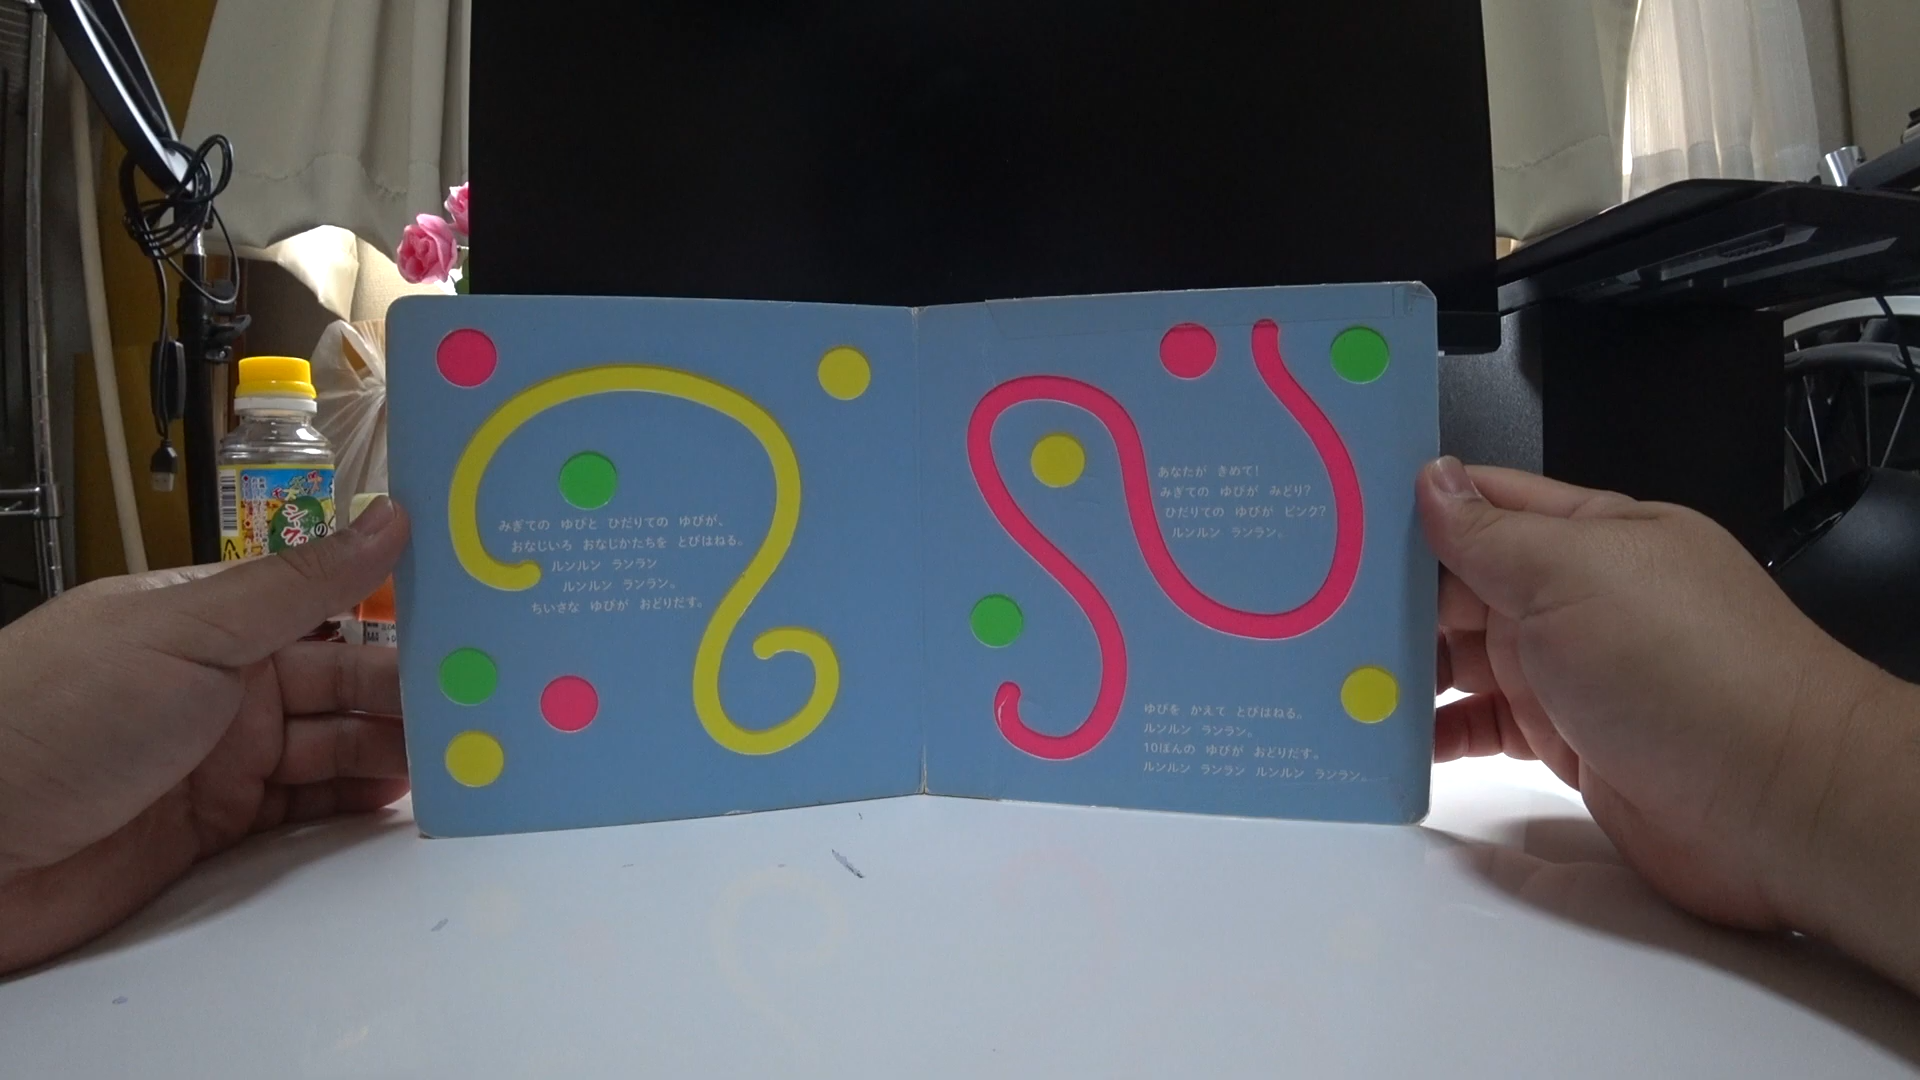 みぎての ゆびと ひだりての ゆびが、
おなじいろ おなじかたちを とびはねる。
ルンルン ランラン
ルンルン ランラン。
ちいさな ゆびが おどりだす。
あなたが きめて!
みぎての ゆびが みどり?
ひだりての ゆびが ピンク?
ルンルン ランラン。
ゆびを かえて とびはねる。
ルンルン ランラン。
10ぽんの ゆびが おどりだす。
ルンルン ランラン ルンルン ランラン。